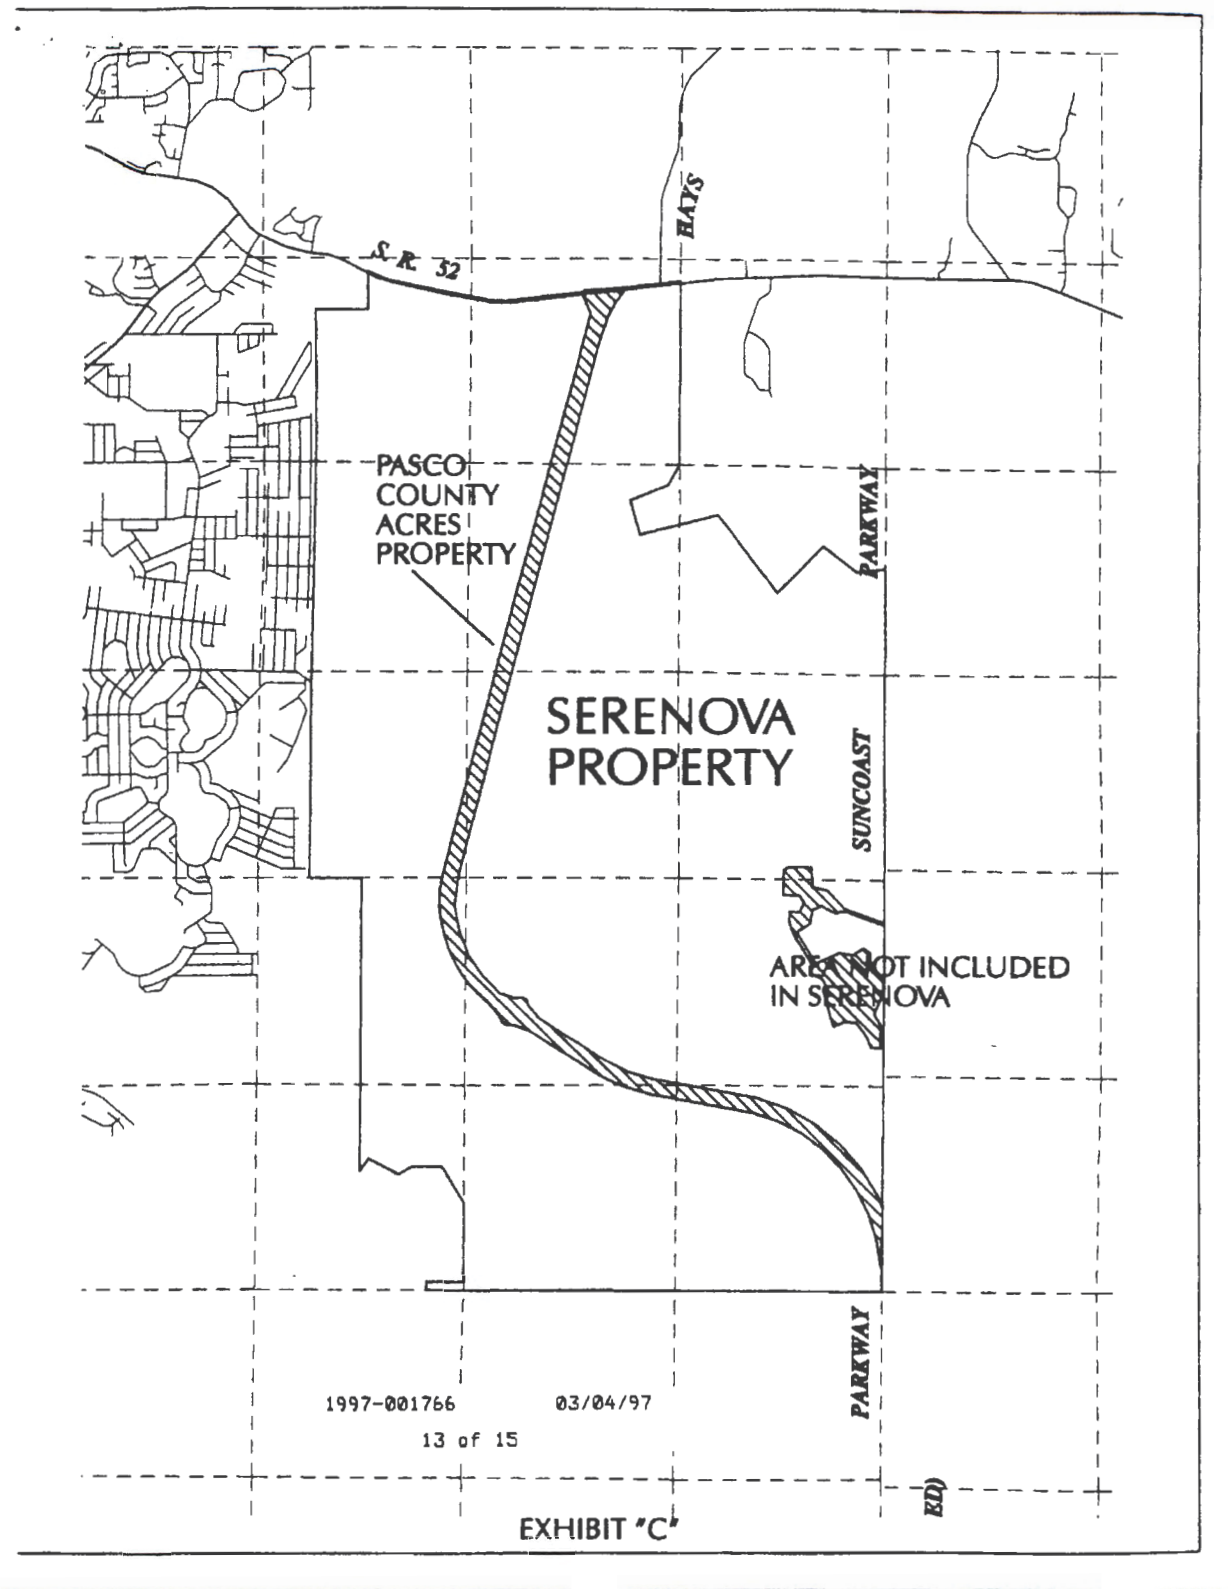 HAYS
S. R. 52
PASCO
COUNTY
ACRES
PROPERTY
PARKWAY
SERENOVA
PROPERTY
SUNCOAST
AREA NOT INCLUDED
IN SERENOVA
PARKWAY
1997-001766 03/04/97
13 of 15
ED)
EXHIBIT "C"